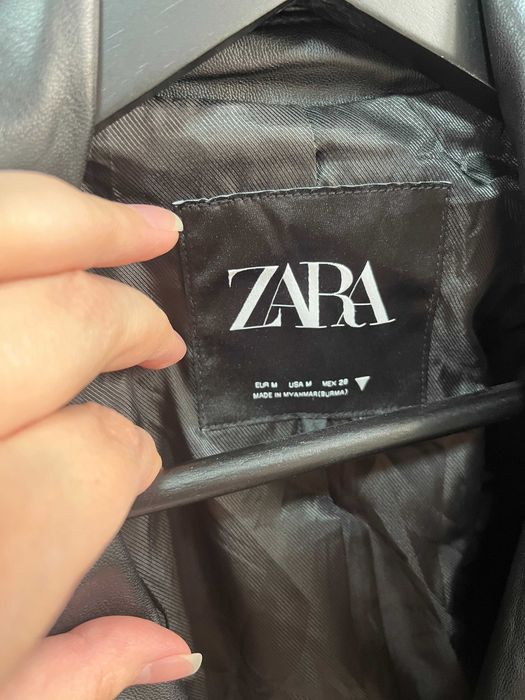 ZARA
EUR M USA M MEX 28
MADE IN MYANMAR(BURMA)